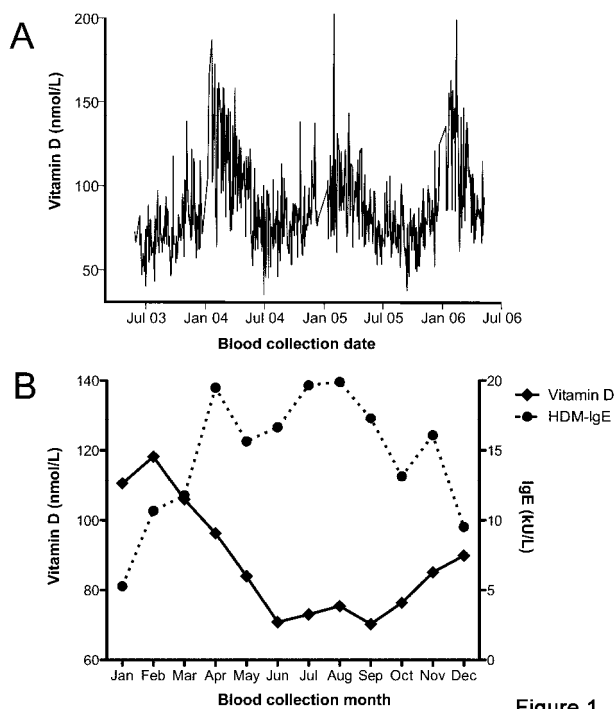 A
Vitamin D (nmol/L)
200
150
100
50
Jul 03 Jan 04 Jul 04 Jan 05 Jul 05 Jan 06 Jul 06
Blood collection date
B
Vitamin D (nmol/L)
140
120
100
80
60
20
15
10
5
0
IgE (kU/L)
Vitamin D
HDM-IgE
Jan Feb Mar Apr May Jun Jul Aug Sep Oct Nov Dec
Blood collection month
Figure 1